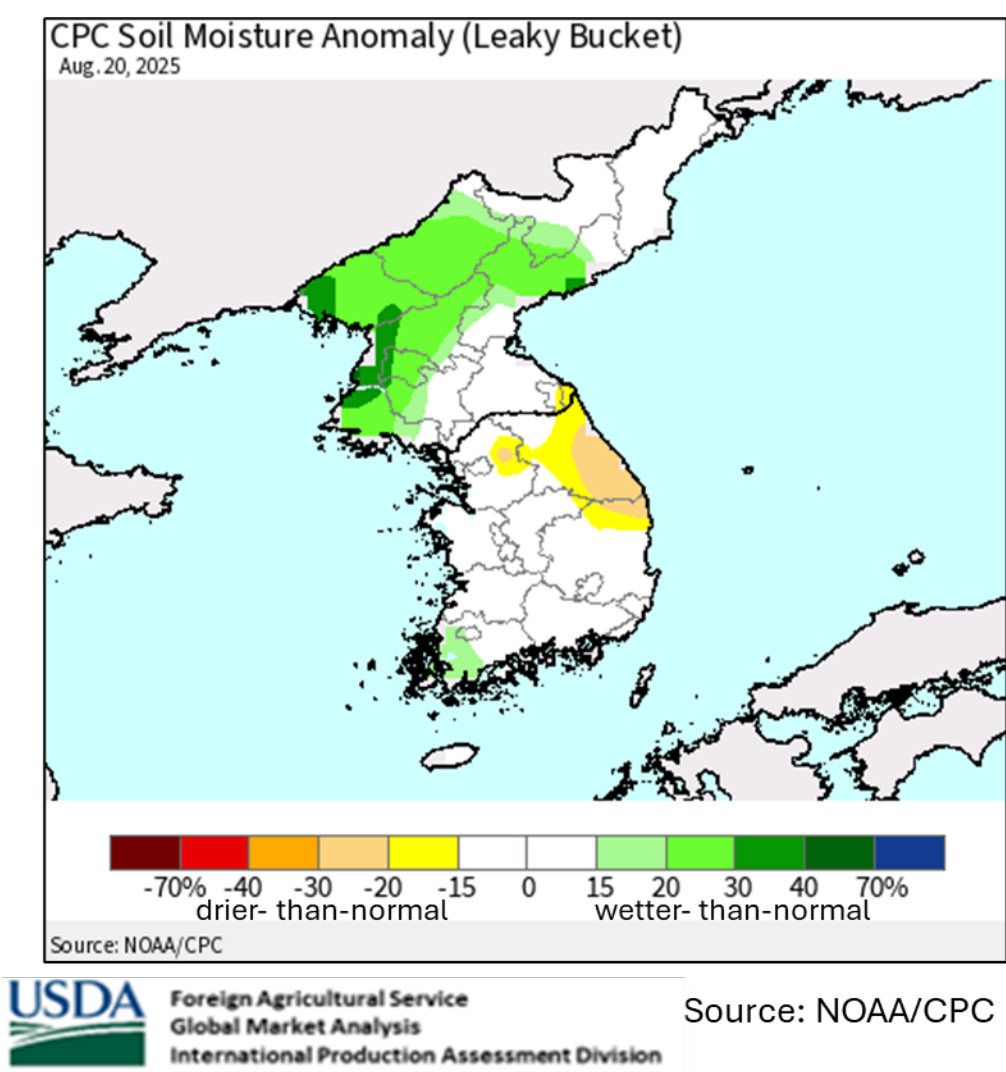 CPC Soil Moisture Anomaly (Leaky Bucket)
Aug. 20, 2025
-70% -40 -30 -20 -15 0 15 20 30 40 70%
drier- than-normal wetter- than-normal
Source: NOAA/CPC
USDA
Foreign Agricultural Service
Global Market Analysis
International Production Assessment Division
Source: NOAA/CPC